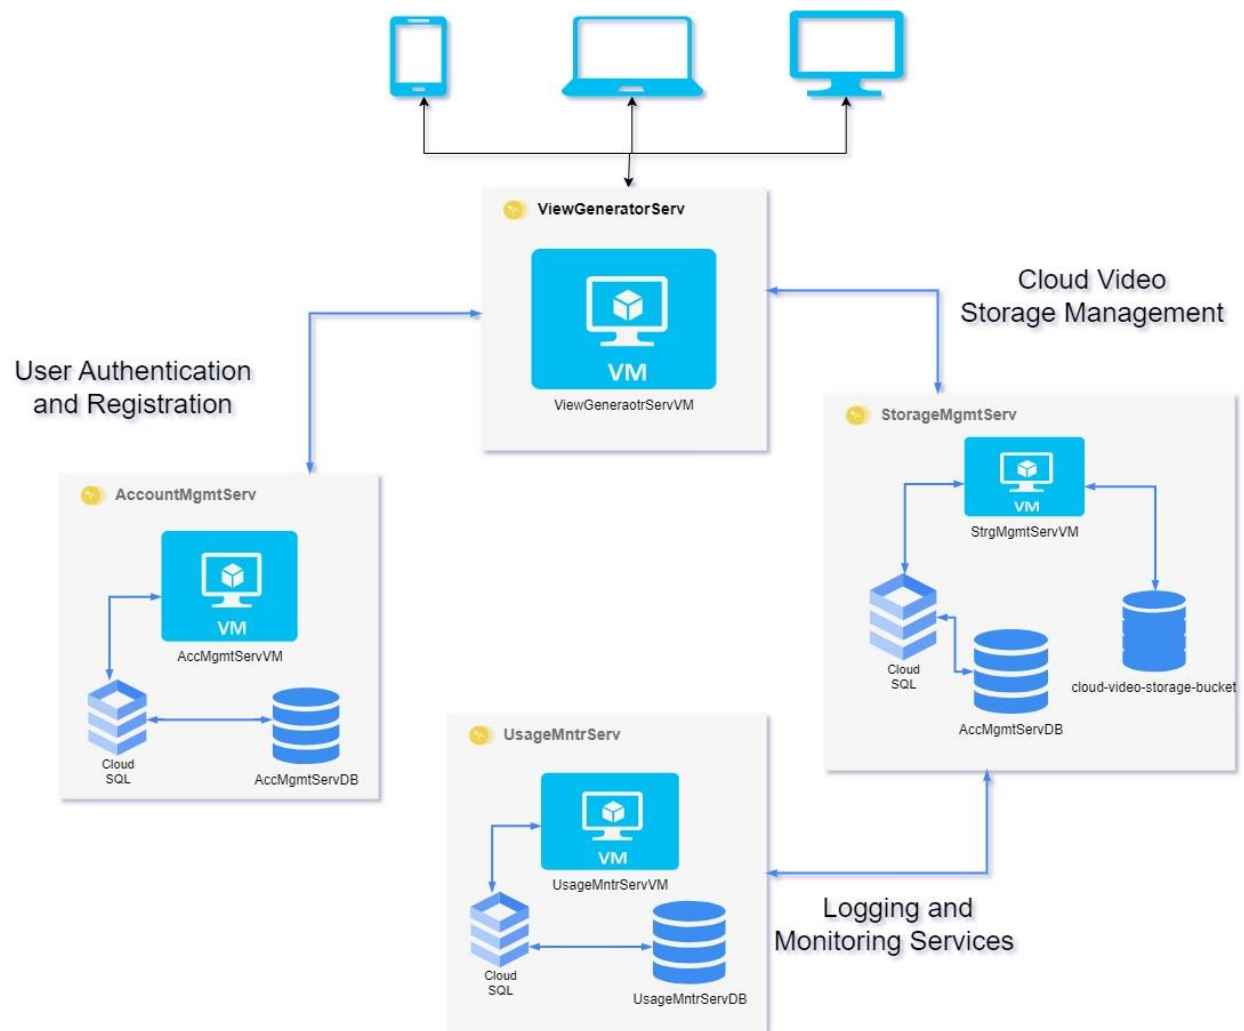 ViewGeneratorServ
VM
ViewGeneraotrServVM
Cloud Video
Storage Management
User Authentication
and Registration
StorageMgmtServ
VM
StrgMgmtServVM
Cloud
SQL
AccMgmtServDB
cloud-video-storage-bucket
AccountMgmtServ
VM
AccMgmtServVM
Cloud
SQL
AccMgmtServDB
UsageMntrServ
VM
UsageMntrServVM
Cloud
SQL
UsageMntrServDB
Logging and
Monitoring Services